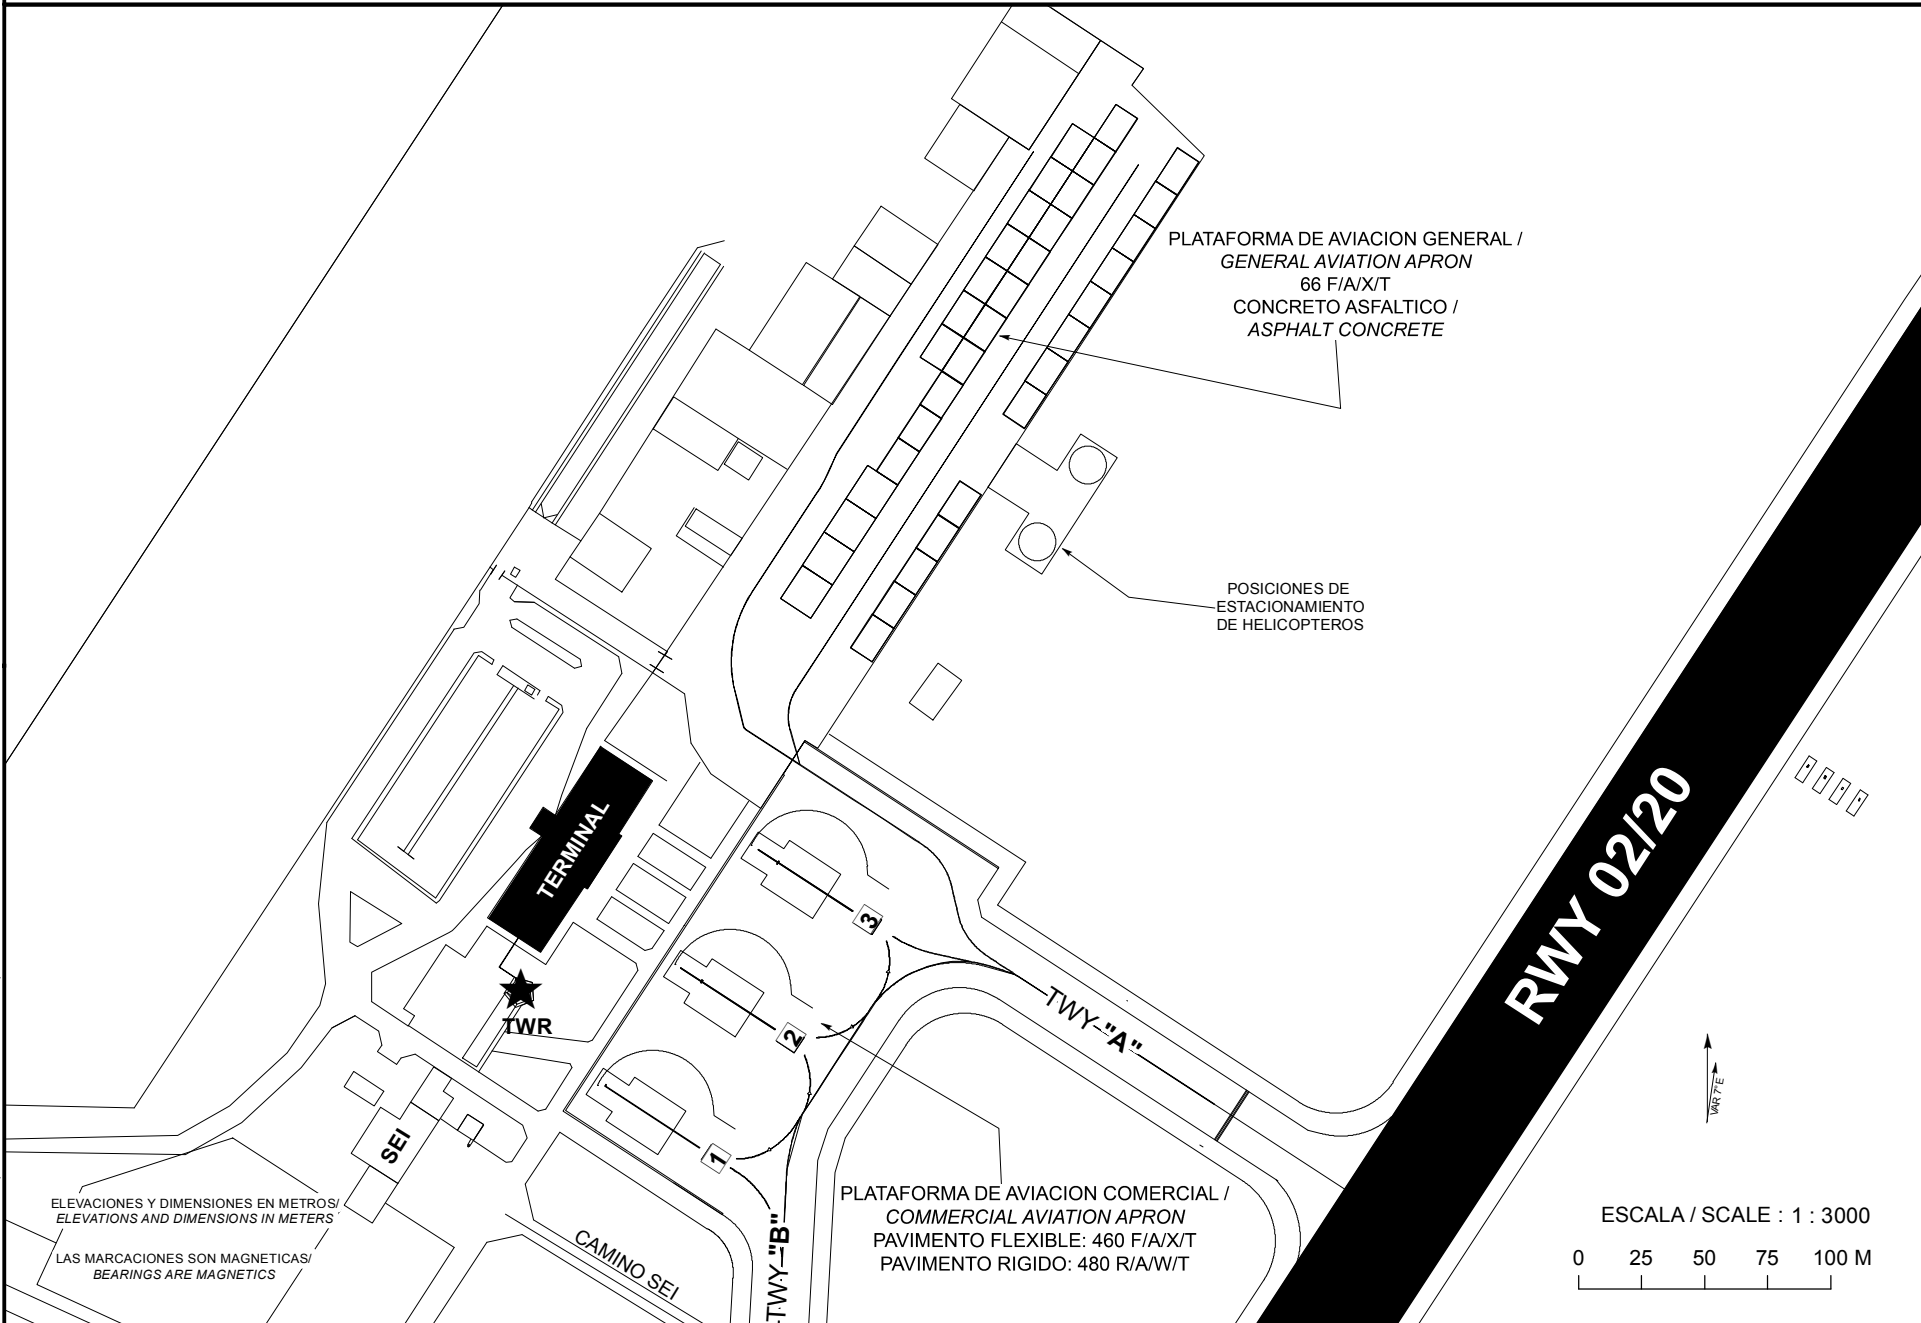 PLATAFORMA DE AVIACION GENERAL /
GENERAL AVIATION APRON
66 F/A/X/T
CONCRETO ASFALTICO /
ASPHALT CONCRETE
POSICIONES DE
ESTACIONAMIENTO
DE HELICOPTEROS
RWY 02/20
TERMINAL
TWR
3
2
1
TWY "A"
TWY "B"
SEI
CAMINO SEI
VAR 7° E
PLATAFORMA DE AVIACION COMERCIAL /
COMMERCIAL AVIATION APRON
PAVIMENTO FLEXIBLE: 460 F/A/X/T
PAVIMENTO RIGIDO: 480 R/A/W/T
ELEVACIONES Y DIMENSIONES EN METROS/
ELEVATIONS AND DIMENSIONS IN METERS
LAS MARCACIONES SON MAGNETICAS/
BEARINGS ARE MAGNETICS
ESCALA / SCALE : 1 : 3000
0 25 50 75 100 M